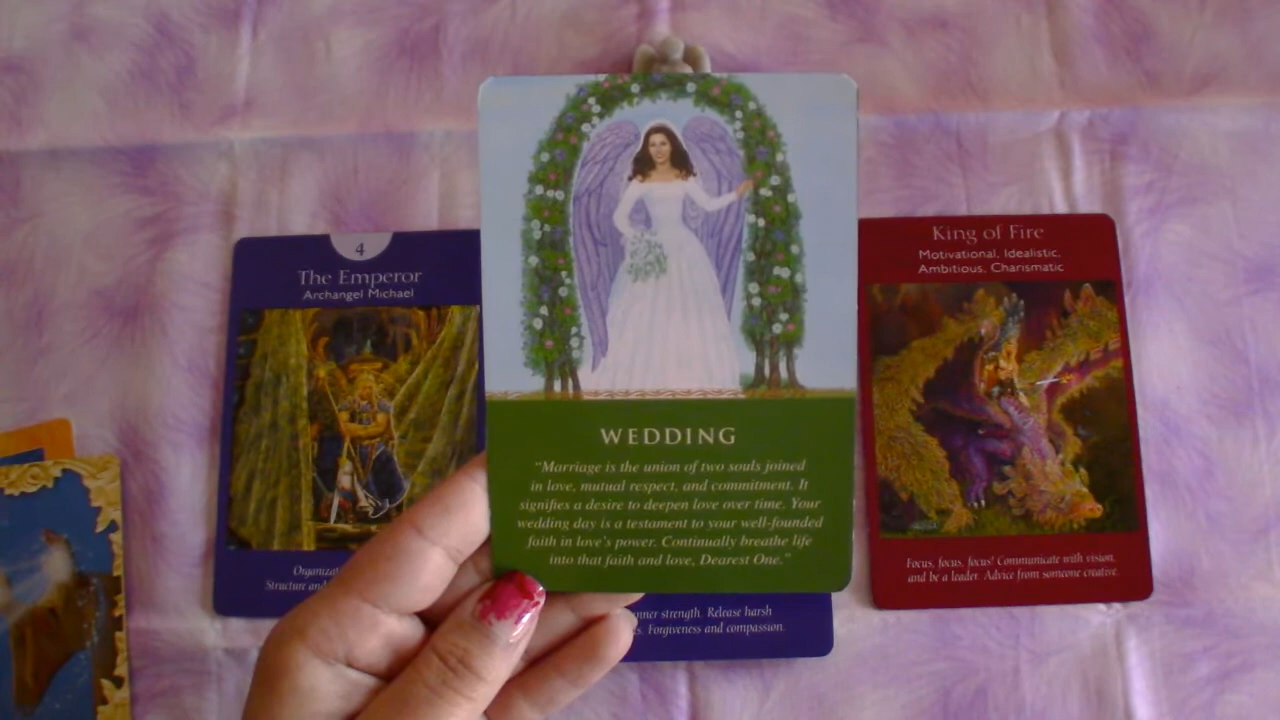 4
The Emperor
Archangel Michael
Organizat
Structure and
WEDDING
"Marriage is the union of two souls joined
in love, mutual respect, and commitment. It
signifies a desire to deepen love over time. Your
wedding day is a testament to your well-founded
faith in love's power. Continually breathe life
into that faith and love, Dearest One."
nner strength. Release harsh
s. Forgiveness and compassion.
King of Fire
Motivational, Idealistic,
Ambitious, Charismatic
Focus, focus, focus! Communicate with vision,
and be a leader. Advice from someone creative.